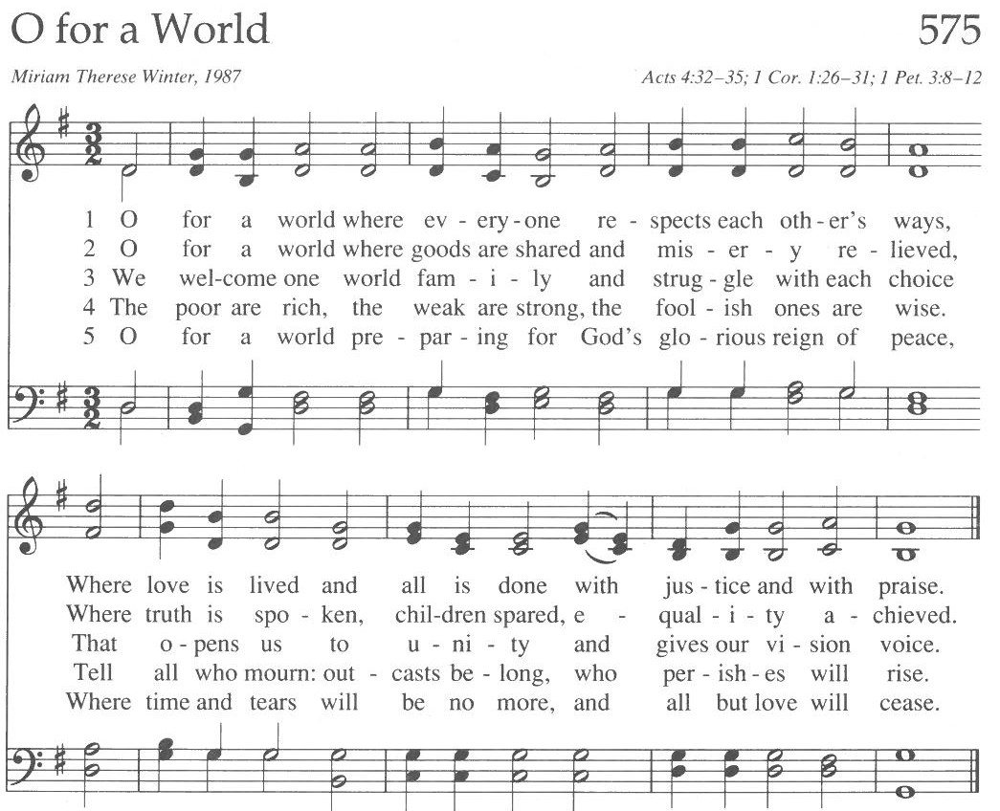 O for a World 575
Miriam Therese Winter, 1987 Acts 4:32–35; 1 Cor. 1:26–31; 1 Pet. 3:8–12
3
2
1 O for a world where ev - ery - one re - spects each oth - er's ways,
2 O for a world where goods are shared and mis - er - y re - lieved,
3 We wel-come one world fam - i - ly and strug - gle with each choice
4 The poor are rich, the weak are strong, the fool - ish ones are wise.
5 O for a world pre - par - ing for God's glo - rious reign of peace,
3
2
Where love is lived and all is done with jus - tice and with praise.
Where truth is spo - ken, chil-dren spared, e - qual - i - ty a - chieved.
That o - pens us to u - ni - ty and gives our vi - sion voice.
Tell all who mourn: out - casts be - long, who per - ish - es will rise.
Where time and tears will be no more, and all but love will cease.